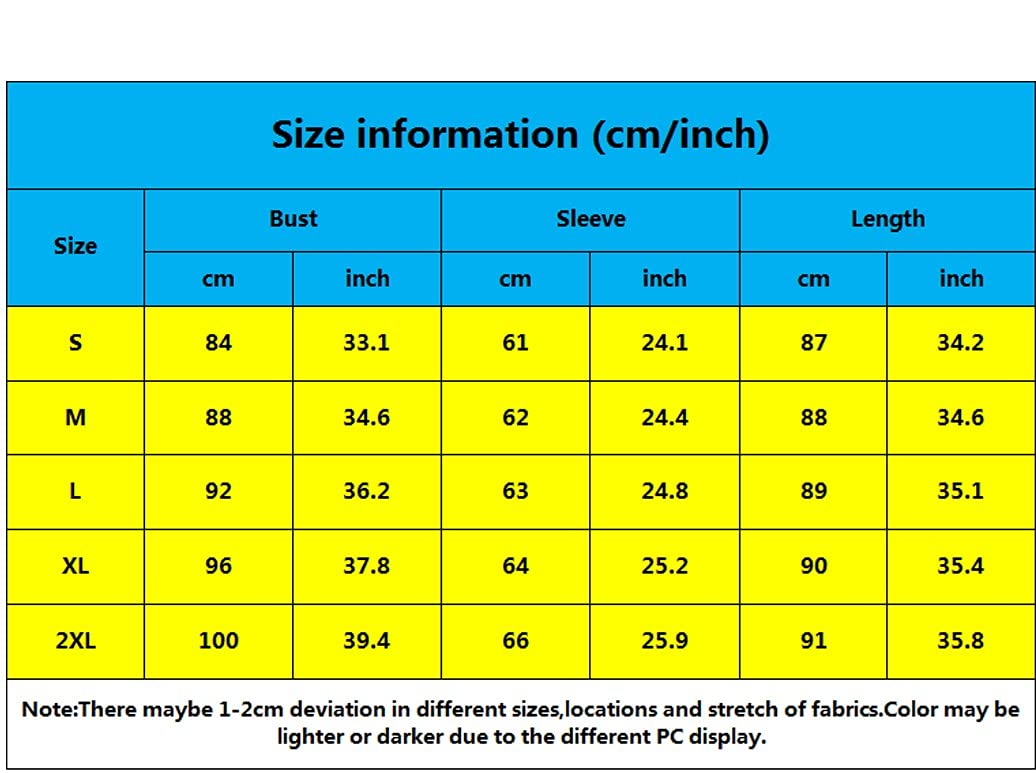 Size information (cm/inch)
Size Bust Sleeve Length
cm inch cm inch cm inch
S 84 33.1 61 24.1 87 34.2
M 88 34.6 62 24.4 88 34.6
L 92 36.2 63 24.8 89 35.1
XL 96 37.8 64 25.2 90 35.4
2XL 100 39.4 66 25.9 91 35.8
Note:There maybe 1-2cm deviation in different sizes,locations and stretch of fabrics.Color may be
lighter or darker due to the different PC display.